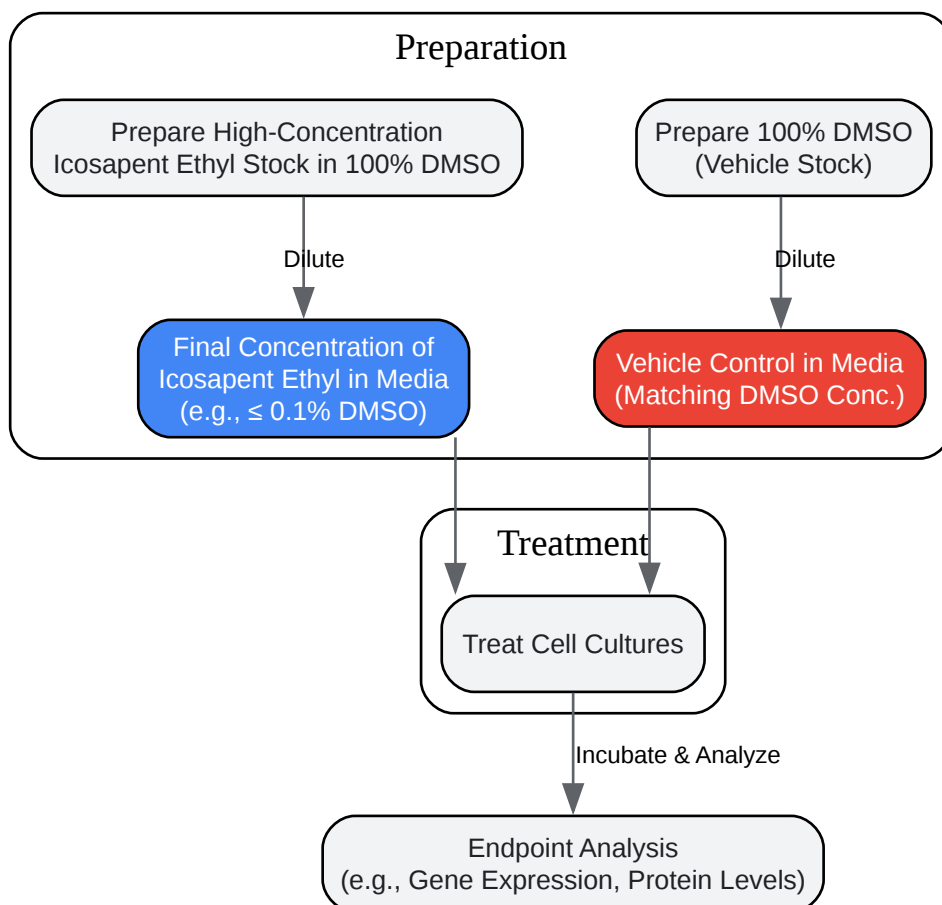 Preparation
Prepare High-Concentration
Icosapent Ethyl Stock in 100% DMSO
Prepare 100% DMSO
(Vehicle Stock)
Dilute
Dilute
Final Concentration of
Icosapent Ethyl in Media
(e.g., ≤ 0.1% DMSO)
Vehicle Control in Media
(Matching DMSO Conc.)
Treatment
Treat Cell Cultures
Incubate & Analyze
Endpoint Analysis
(e.g., Gene Expression, Protein Levels)